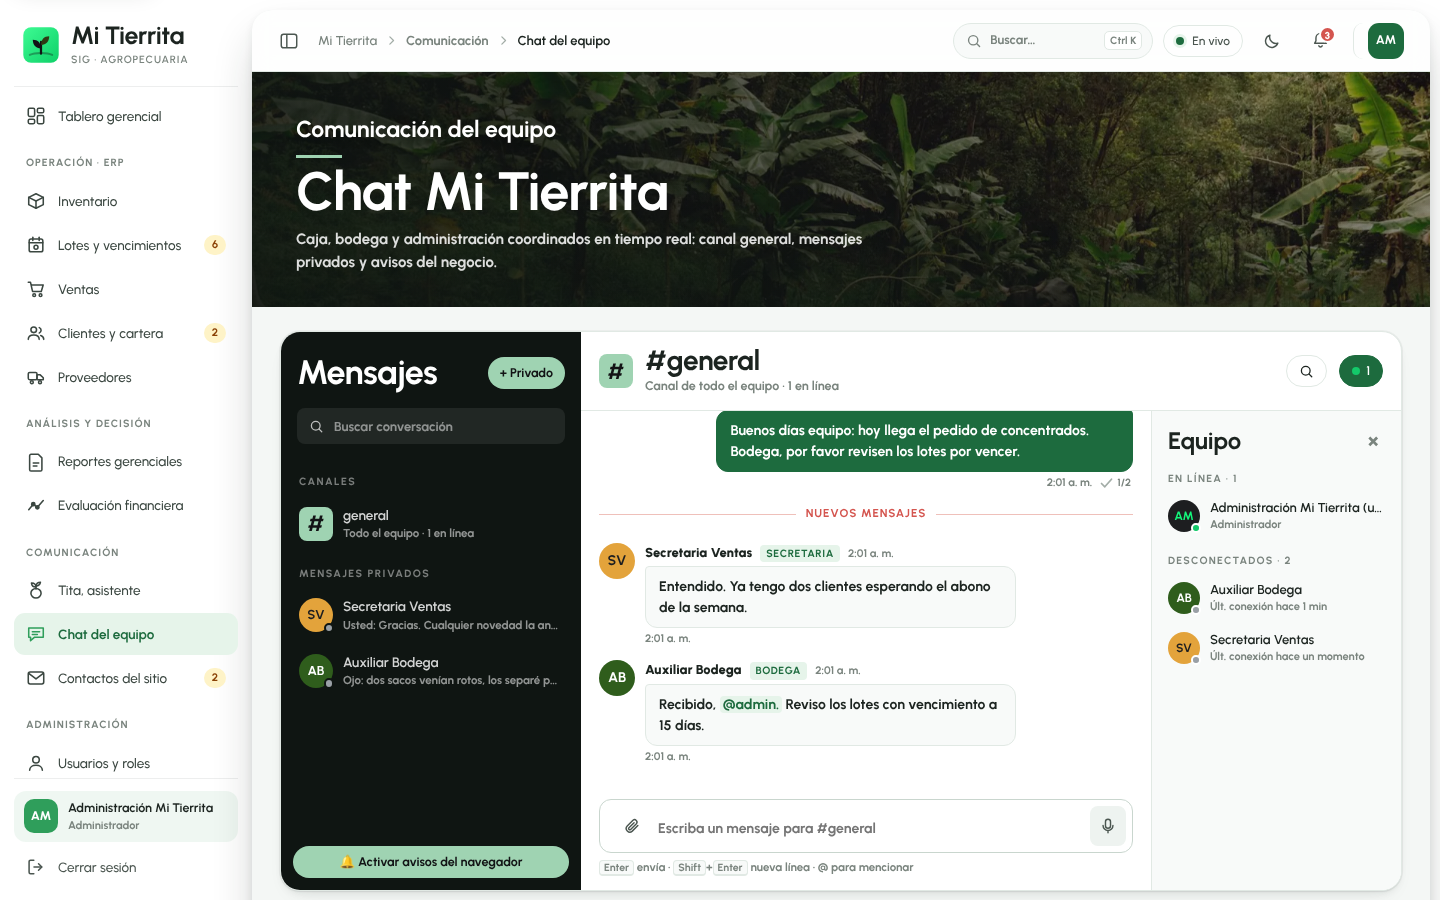 Mi Tierrita
SIG · AGROPECUARIA
Tablero gerencial
OPERACIÓN · ERP
Inventario
Lotes y vencimientos 6
Ventas
Clientes y cartera 2
Proveedores
ANÁLISIS Y DECISIÓN
Reportes gerenciales
Evaluación financiera
COMUNICACIÓN
Tita, asistente
Chat del equipo
Contactos del sitio 2
ADMINISTRACIÓN
Usuarios y roles
AM
Administración Mi Tierrita
Administrador
Cerrar sesión
Mi Tierrita > Comunicación > Chat del equipo
Buscar... Ctrl K
En vivo
3
AM
Comunicación del equipo
Chat Mi Tierrita
Caja, bodega y administración coordinados en tiempo real: canal general, mensajes
privados y avisos del negocio.
Mensajes
+ Privado
Buscar conversación
CANALES
#
general
Todo el equipo · 1 en línea
MENSAJES PRIVADOS
SV
Secretaria Ventas
Usted: Gracias. Cualquier novedad la an...
AB
Auxiliar Bodega
Ojo: dos sacos venían rotos, los separé p...
🔔 Activar avisos del navegador
#
#general
Canal de todo el equipo · 1 en línea
1
Buenos días equipo: hoy llega el pedido de concentrados.
Bodega, por favor revisen los lotes por vencer.
2:01 a. m. ✓ 1/2
NUEVOS MENSAJES
SV
Secretaria Ventas SECRETARIA 2:01 a. m.
Entendido. Ya tengo dos clientes esperando el abono
de la semana.
2:01 a. m.
AB
Auxiliar Bodega BODEGA 2:01 a. m.
Recibido, @admin. Reviso los lotes con vencimiento a
15 días.
2:01 a. m.
Escriba un mensaje para #general
Enter envía · Shift + Enter nueva línea · @ para mencionar
Equipo ×
EN LÍNEA · 1
AM
Administración Mi Tierrita (u...
Administrador
DESCONECTADOS · 2
AB
Auxiliar Bodega
Últ. conexión hace 1 min
SV
Secretaria Ventas
Últ. conexión hace un momento